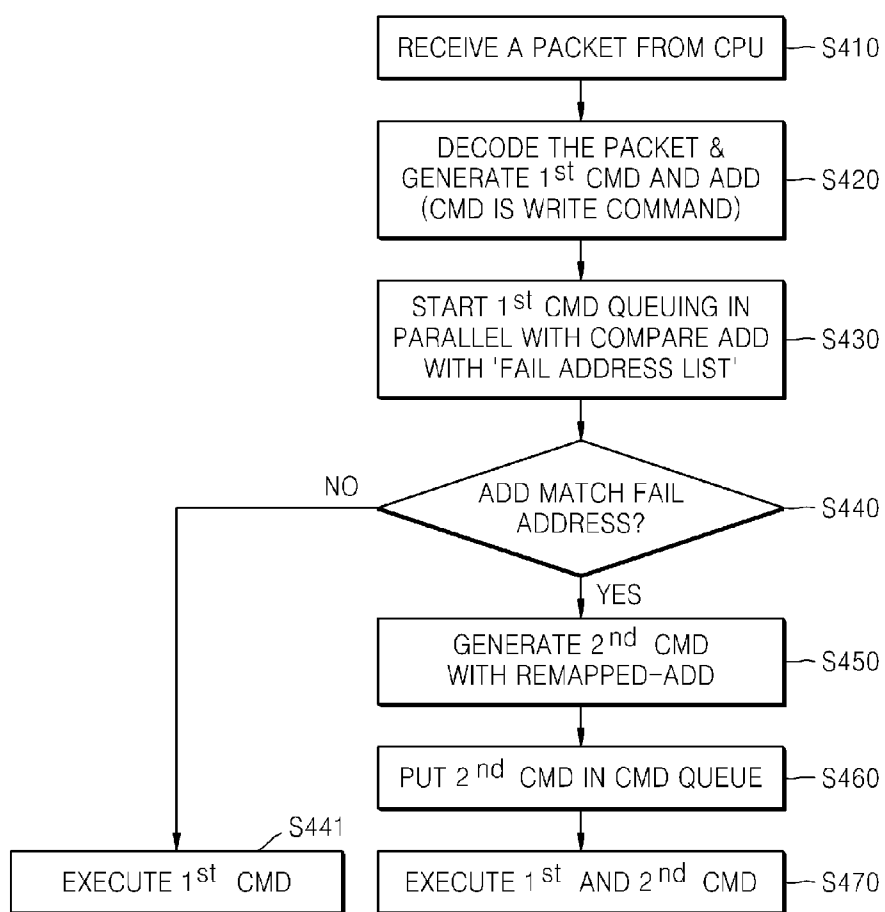 RECEIVE A PACKET FROM CPU
S410
DECODE THE PACKET &
GENERATE 1st CMD AND ADD
(CMD IS WRITE COMMAND)
S420
START 1st CMD QUEUING IN
PARALLEL WITH COMPARE ADD
WITH 'FAIL ADDRESS LIST'
S430
ADD MATCH FAIL
ADDRESS?
S440
NO
YES
GENERATE 2nd CMD
WITH REMAPPED-ADD
S450
PUT 2nd CMD IN CMD QUEUE
S460
S441
EXECUTE 1st CMD
EXECUTE 1st AND 2nd CMD
S470